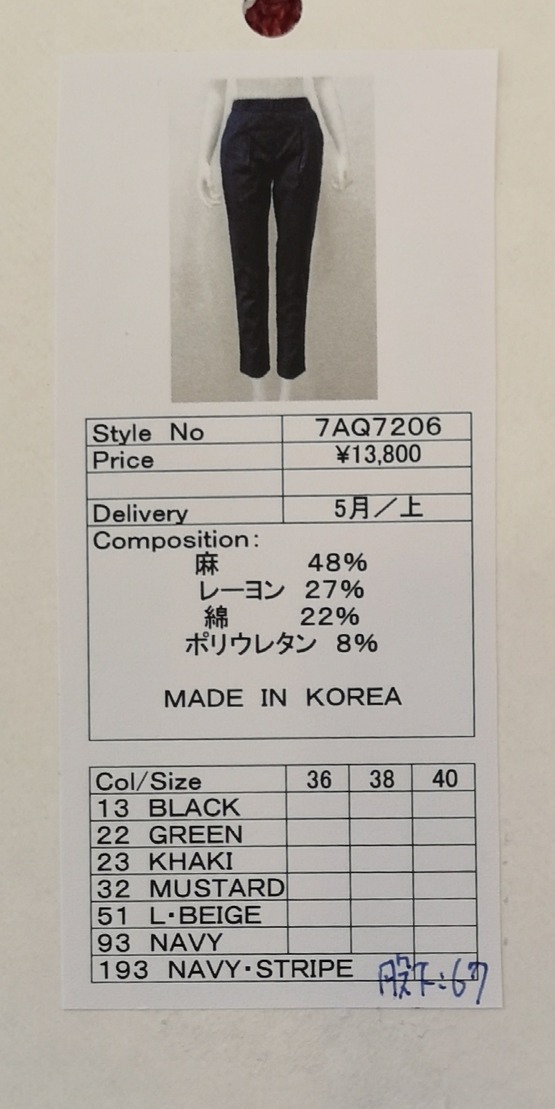 Style No 7AQ7206
Price ¥13,800
Delivery 5月／上
Composition:
麻 48%
レーヨン 27%
綿 22%
ポリウレタン 8%
MADE IN KOREA
Col/Size 36 38 40
13 BLACK
22 GREEN
23 KHAKI
32 MUSTARD
51 L・BEIGE
93 NAVY
193 NAVY・STRIPE
股下:67